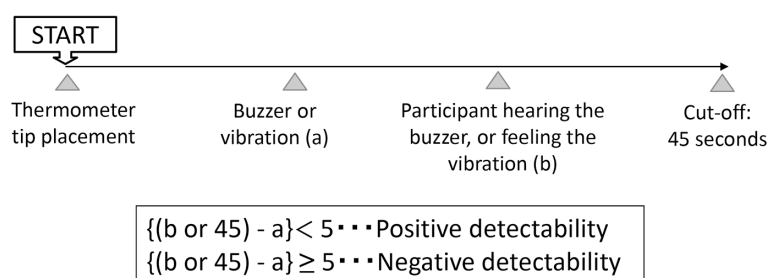 START
Thermometer
tip placement
Buzzer or
vibration (a)
Participant hearing the
buzzer, or feeling the
vibration (b)
Cut-off:
45 seconds
{(b or 45) - a}< 5･･･Positive detectability
{(b or 45) - a} ≥ 5･･･Negative detectability